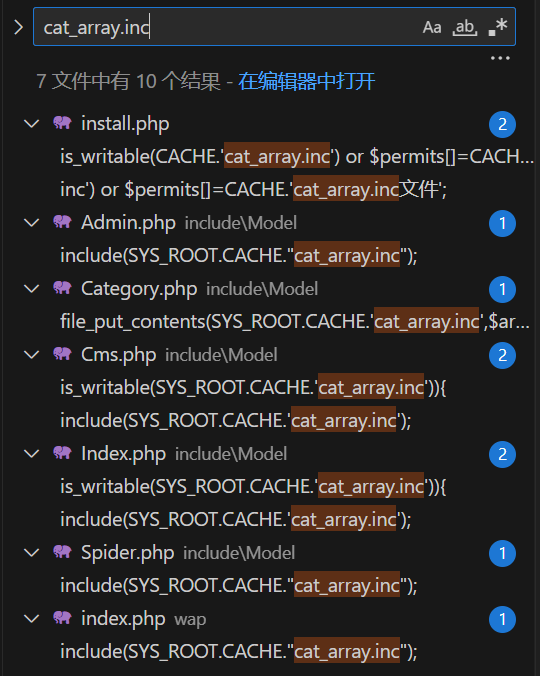 cat_array.inc Aa ab .*
7 文件中有 10 个结果 - 在编辑器中打开
install.php 2
is_writable(CACHE.'cat_array.inc') or $permits[]=CACH...
inc') or $permits[]=CACHE.'cat_array.inc文件';
Admin.php include\Model 1
include(SYS_ROOT.CACHE."cat_array.inc");
Category.php include\Model 1
file_put_contents(SYS_ROOT.CACHE.'cat_array.inc',$ar...
Cms.php include\Model 2
is_writable(SYS_ROOT.CACHE.'cat_array.inc')){
include(SYS_ROOT.CACHE.'cat_array.inc');
Index.php include\Model 2
is_writable(SYS_ROOT.CACHE.'cat_array.inc')){
include(SYS_ROOT.CACHE.'cat_array.inc');
Spider.php include\Model 1
include(SYS_ROOT.CACHE."cat_array.inc");
index.php wap 1
include(SYS_ROOT.CACHE."cat_array.inc");